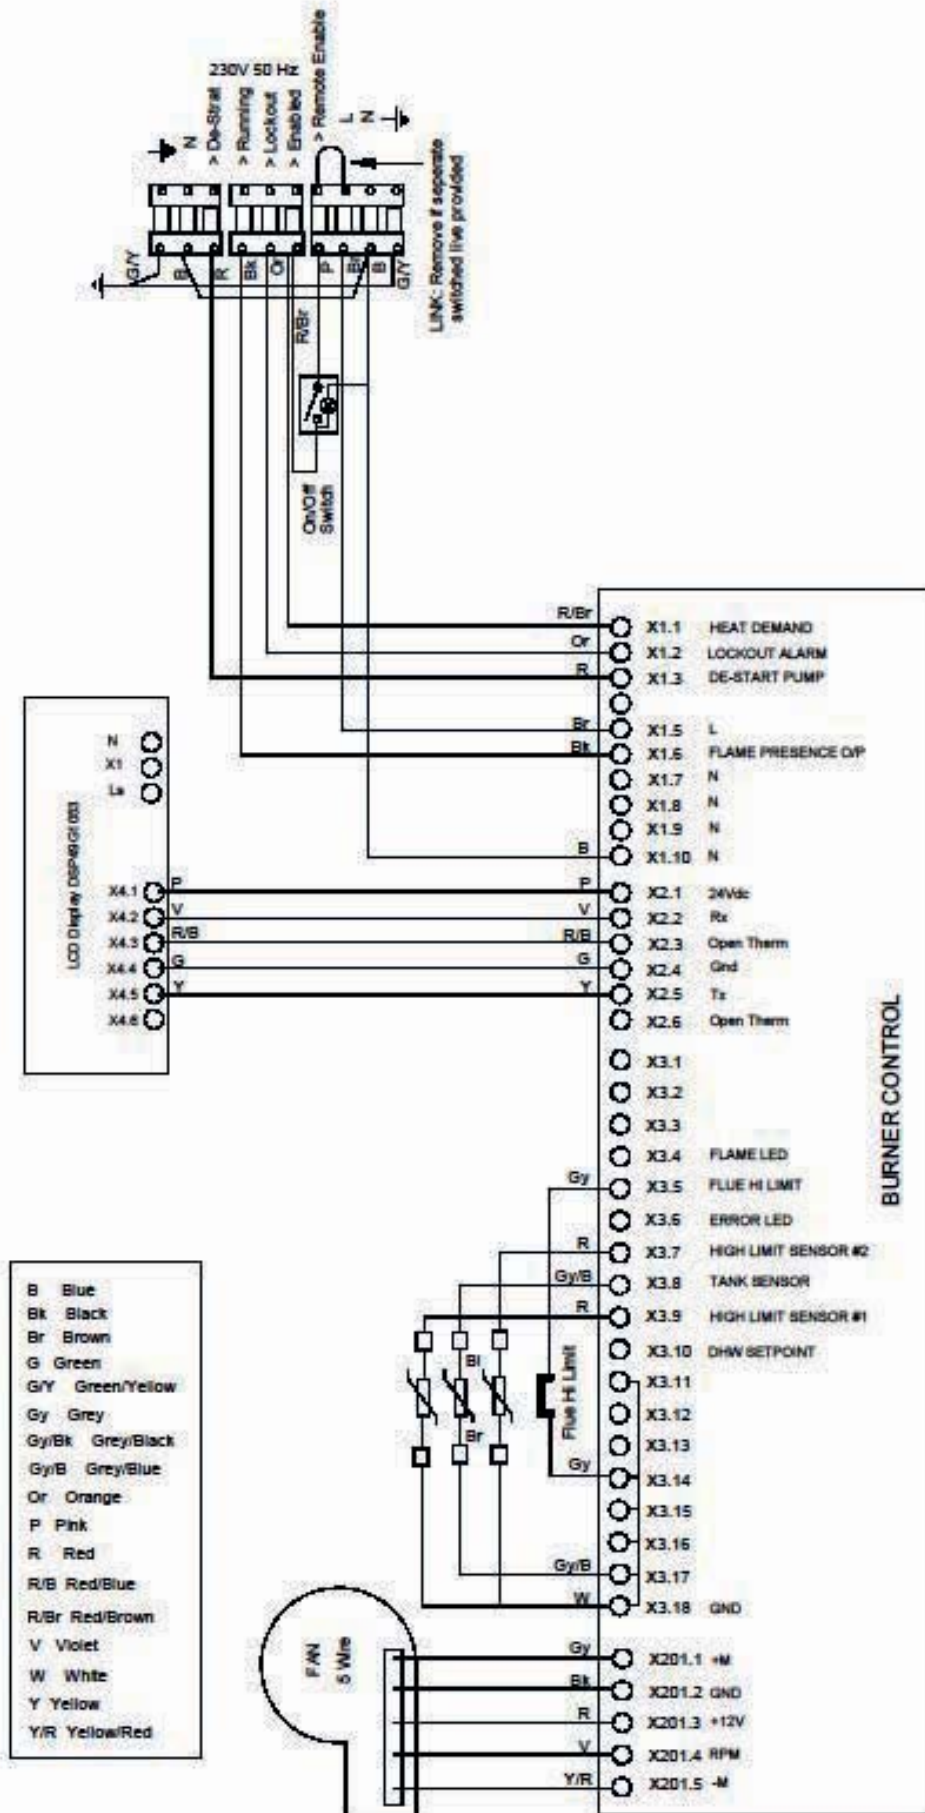 230V 50 Hz
N
> De-Strat
> Running
> Lockout
> Enabled
> Remote Enable
L
N
LINK: Remove if separate
switched live provided
G/Y
B
R
Bk
Or
P
Br
B
G/Y
R/Br
On/Off
Switch
R/Br
X1.1 HEAT DEMAND
Or
X1.2 LOCKOUT ALARM
R
X1.3 DE-START PUMP
Br
X1.5 L
Bk
X1.6 FLAME PRESENCE O/P
X1.7 N
X1.8 N
X1.9 N
B
X1.10 N
N
X1
La
LCD Display
X4.1 P
P X2.1 24Vdc
X4.2 V
V X2.2 Rx
X4.3 R/B
R/B X2.3 Open Therm
X4.4 G
G X2.4 Gnd
X4.5 Y
Y X2.5 Tx
X4.6
X2.6 Open Therm
BURNER CONTROL
X3.1
X3.2
X3.3
X3.4 FLAME LED
Gy X3.5 FLUE HI LIMIT
X3.6 ERROR LED
R X3.7 HIGH LIMIT SENSOR #2
Gy/B X3.8 TANK SENSOR
R X3.9 HIGH LIMIT SENSOR #1
X3.10 DHW SETPOINT
X3.11
X3.12
X3.13
Gy X3.14
X3.15
X3.16
Gy/B X3.17
W X3.18 GND
Bl
Br
Flue Hi Limit
B Blue
Bk Black
Br Brown
G Green
G/Y Green/Yellow
Gy Grey
Gy/Bk Grey/Black
Gy/B Grey/Blue
Or Orange
P Pink
R Red
R/B Red/Blue
R/Br Red/Brown
V Violet
W White
Y Yellow
Y/R Yellow/Red
FAN
5 Wire
Gy X201.1 +M
Bk X201.2 GND
R X201.3 +12V
V X201.4 RPM
Y/R X201.5 -M